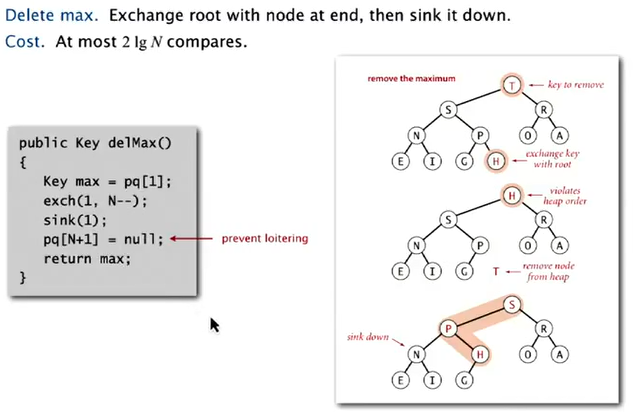 Delete max. Exchange root with node at end, then sink it down.
Cost. At most 2 lg N compares.
public Key delMax()
{
Key max = pq[1];
exch(1, N--);
sink(1);
pq[N+1] = null;
return max;
}
prevent loitering
remove the maximum
T
key to remove
S
R
N
P
O
A
E
I
G
H
exchange key
with root
H
violates
heap order
S
R
N
P
O
A
E
I
G
T
remove node
from heap
S
sink down
P
R
N
H
O
A
E
I
G